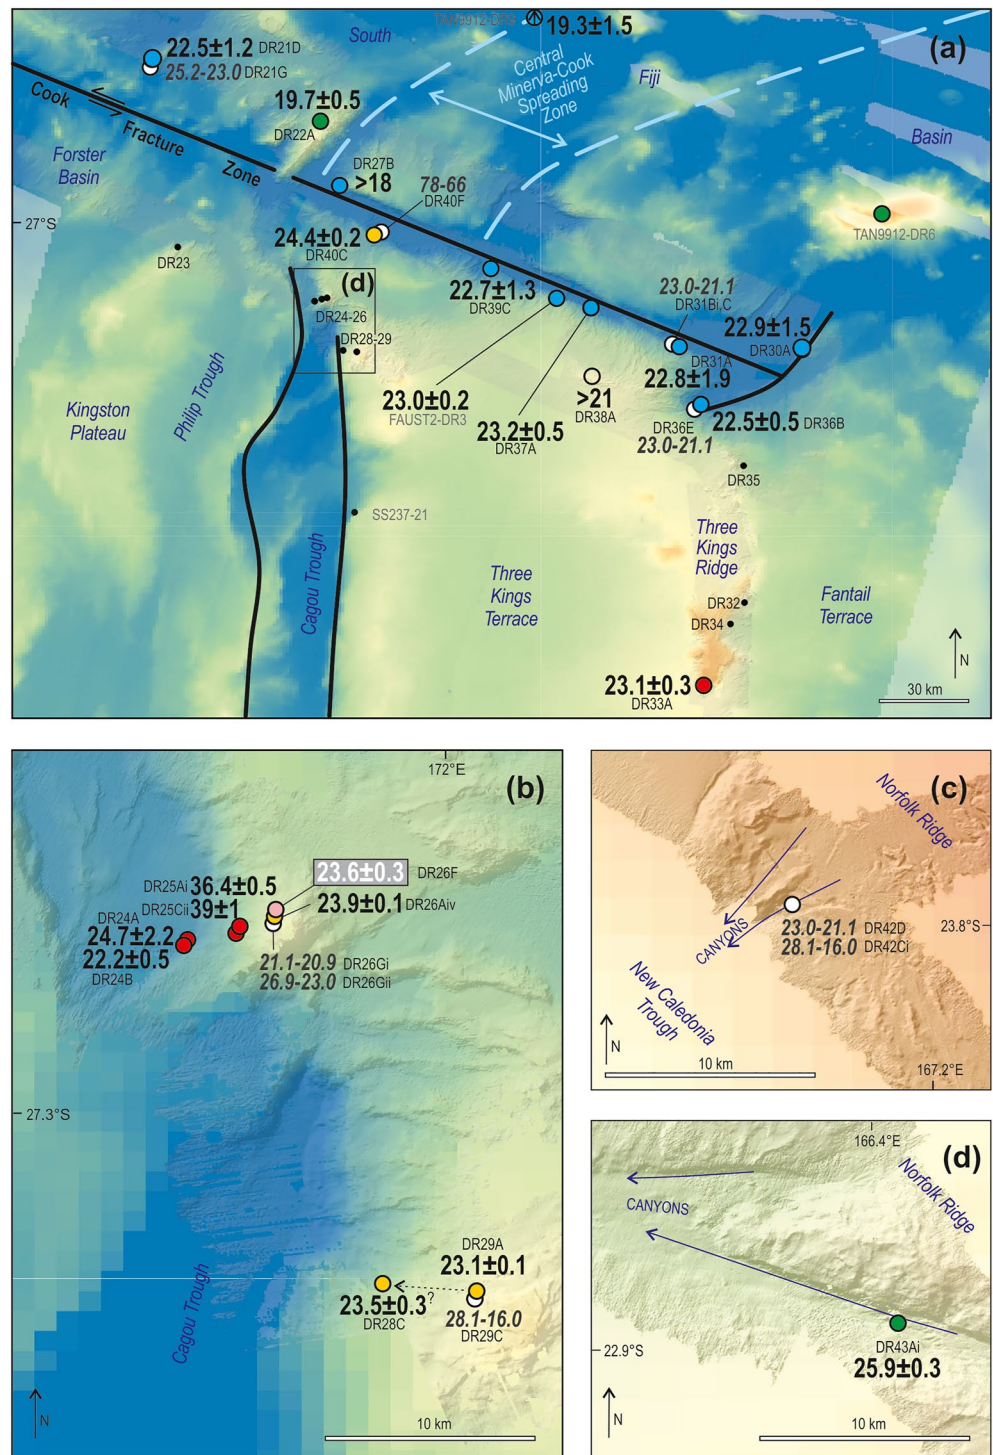 (a)
TAN9912-DR9
19.3±1.5
South
22.5±1.2 DR21D
25.2-23.0 DR21G
Central
Minerva-Cook
Spreading
Zone
Fiji
Basin
19.7±0.5
DR22A
Cook
Fracture
Zone
Forster
Basin
DR27B
>18
78-66
DR40F
27°S
TAN9912-DR6
24.4±0.2
DR40C
DR23
(d)
DR24-26
DR28-29
22.7±1.3
DR39C
23.0-21.1
DR31Bi,C
22.9±1.5
DR30A
DR31A
22.8±1.9
Philip Trough
Kingston
Plateau
23.0±0.2
FAUST2-DR3
>21
DR38A
23.2±0.5
DR37A
22.5±0.5 DR36B
DR36E
23.0-21.1
DR35
SS237-21
Cagou Trough
Three
Kings
Terrace
Three
Kings
Ridge
Fantail
Terrace
DR32
DR34
23.1±0.3
DR33A
N
30 km
(b)
172°E
23.6±0.3 DR26F
DR25Ai 36.4±0.5
23.9±0.1 DR26Aiv
DR25Cii 39±1
DR24A
24.7±2.2
22.2±0.5
DR24B
21.1-20.9 DR26Gi
26.9-23.0 DR26Gii
27.3°S
DR29A
23.1±0.1
23.5±0.3 ?
DR28C
28.1-16.0
DR29C
Cagou Trough
N
10 km
(c)
Norfolk Ridge
23.0-21.1 DR42D
28.1-16.0 DR42Ci
23.8°S
CANYONS
New Caledonia
Trough
N
10 km
167.2°E
(d)
166.4°E
Norfolk Ridge
CANYONS
DR43Ai
25.9±0.3
22.9°S
N
10 km